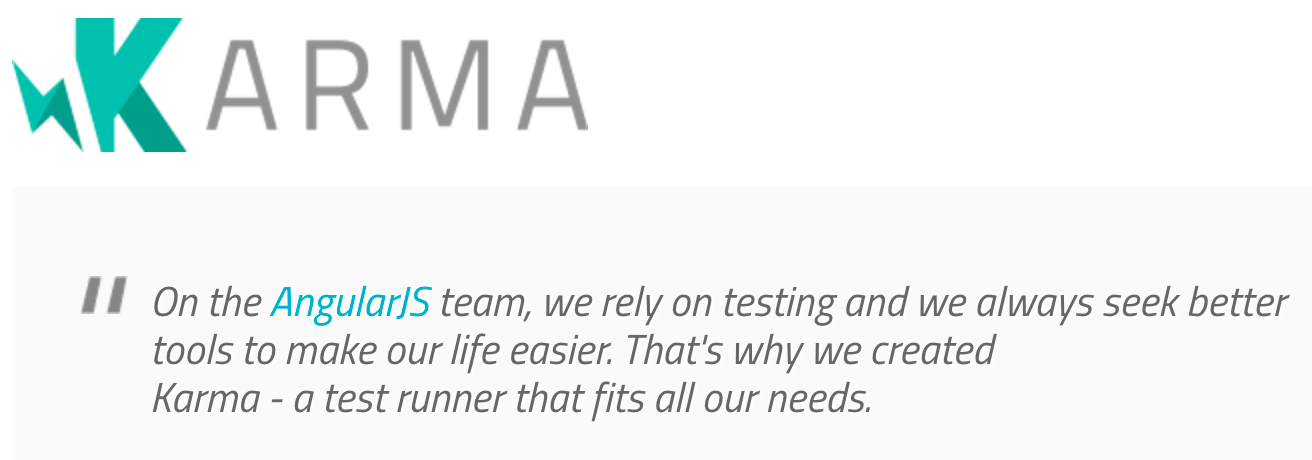 KARMA
" On the AngularJS team, we rely on testing and we always seek better
tools to make our life easier. That's why we created
Karma - a test runner that fits all our needs.